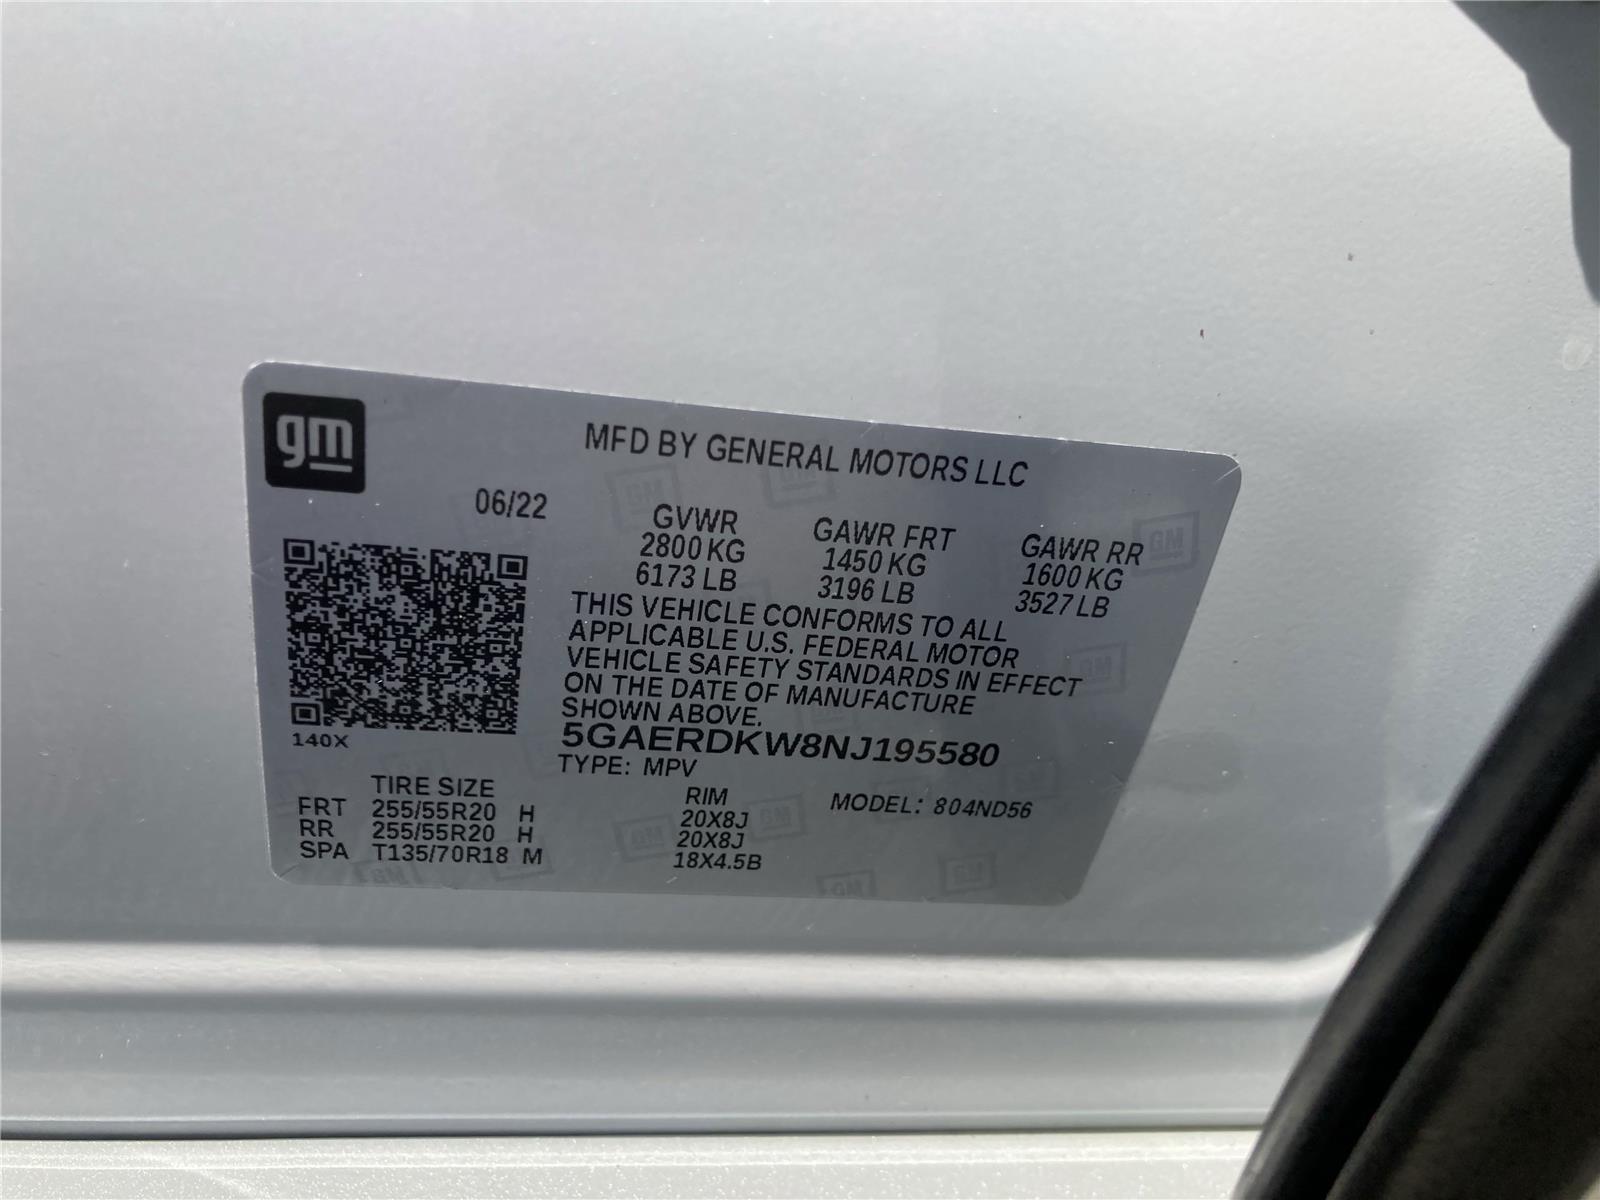 gm
MFD BY GENERAL MOTORS LLC
06/22
GVWR GAWR FRT GAWR RR
2800 KG 1450 KG 1600 KG
6173 LB 3196 LB 3527 LB
THIS VEHICLE CONFORMS TO ALL
APPLICABLE U.S. FEDERAL MOTOR
VEHICLE SAFETY STANDARDS IN EFFECT
ON THE DATE OF MANUFACTURE
SHOWN ABOVE.
140X
5GAERDKW8NJ195580
TYPE: MPV
TIRE SIZE RIM MODEL: 804ND56
FRT 255/55R20 H 20X8J
RR 255/55R20 H 20X8J
SPA T135/70R18 M 18X4.5B